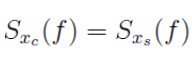 $S_{x_c}(f) = S_{x_s}(f)$